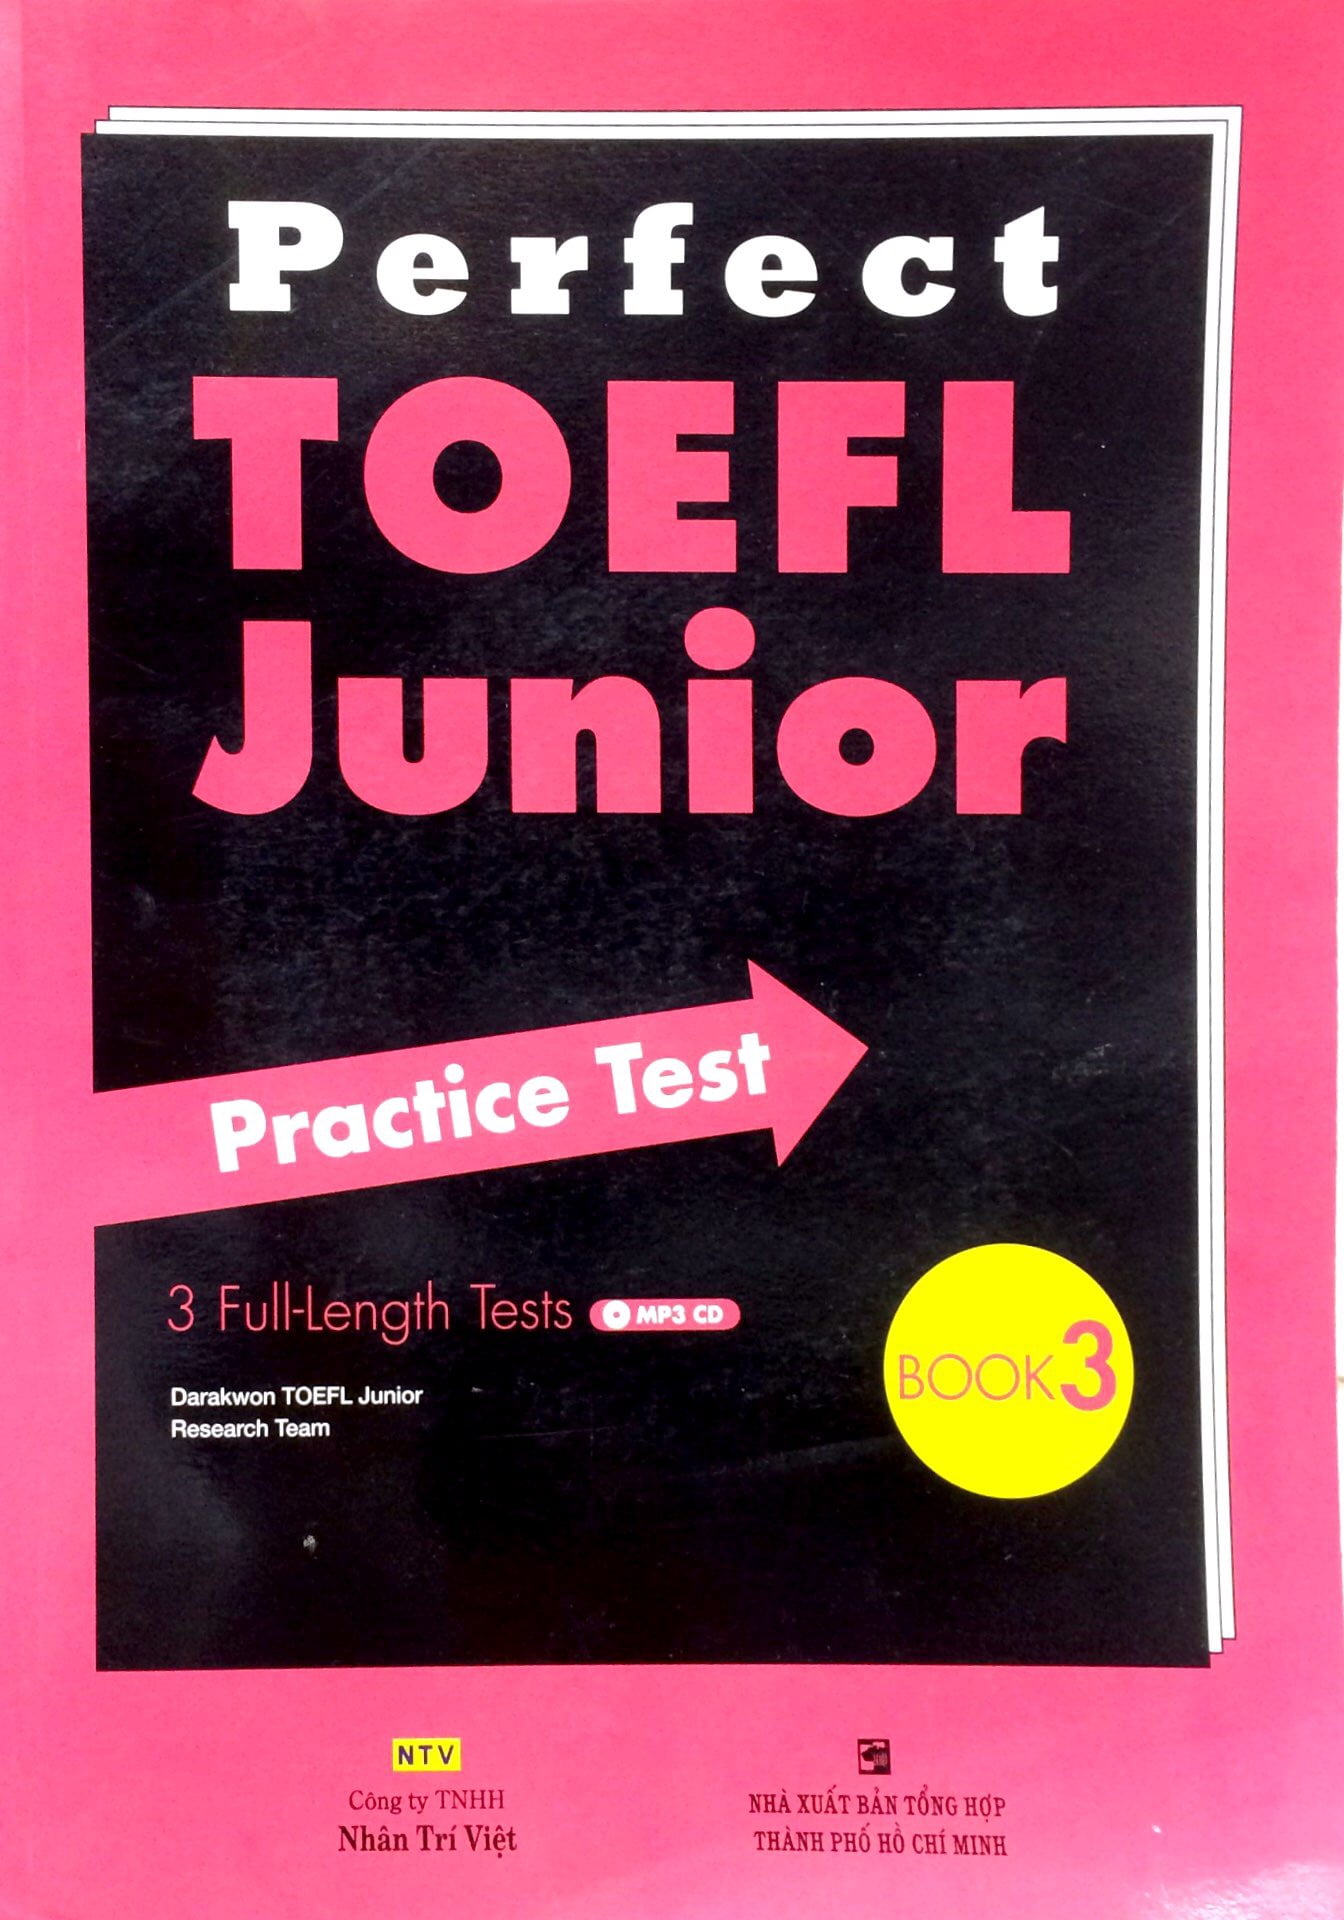 Perfect
TOEFL
Junior
Practice Test
3 Full-Length Tests MP3 CD
Darakwon TOEFL Junior
Research Team
BOOK 3
NTV
Công ty TNHH
Nhân Trí Việt
NHÀ XUẤT BẢN TỔNG HỢP
THÀNH PHỐ HỒ CHÍ MINH